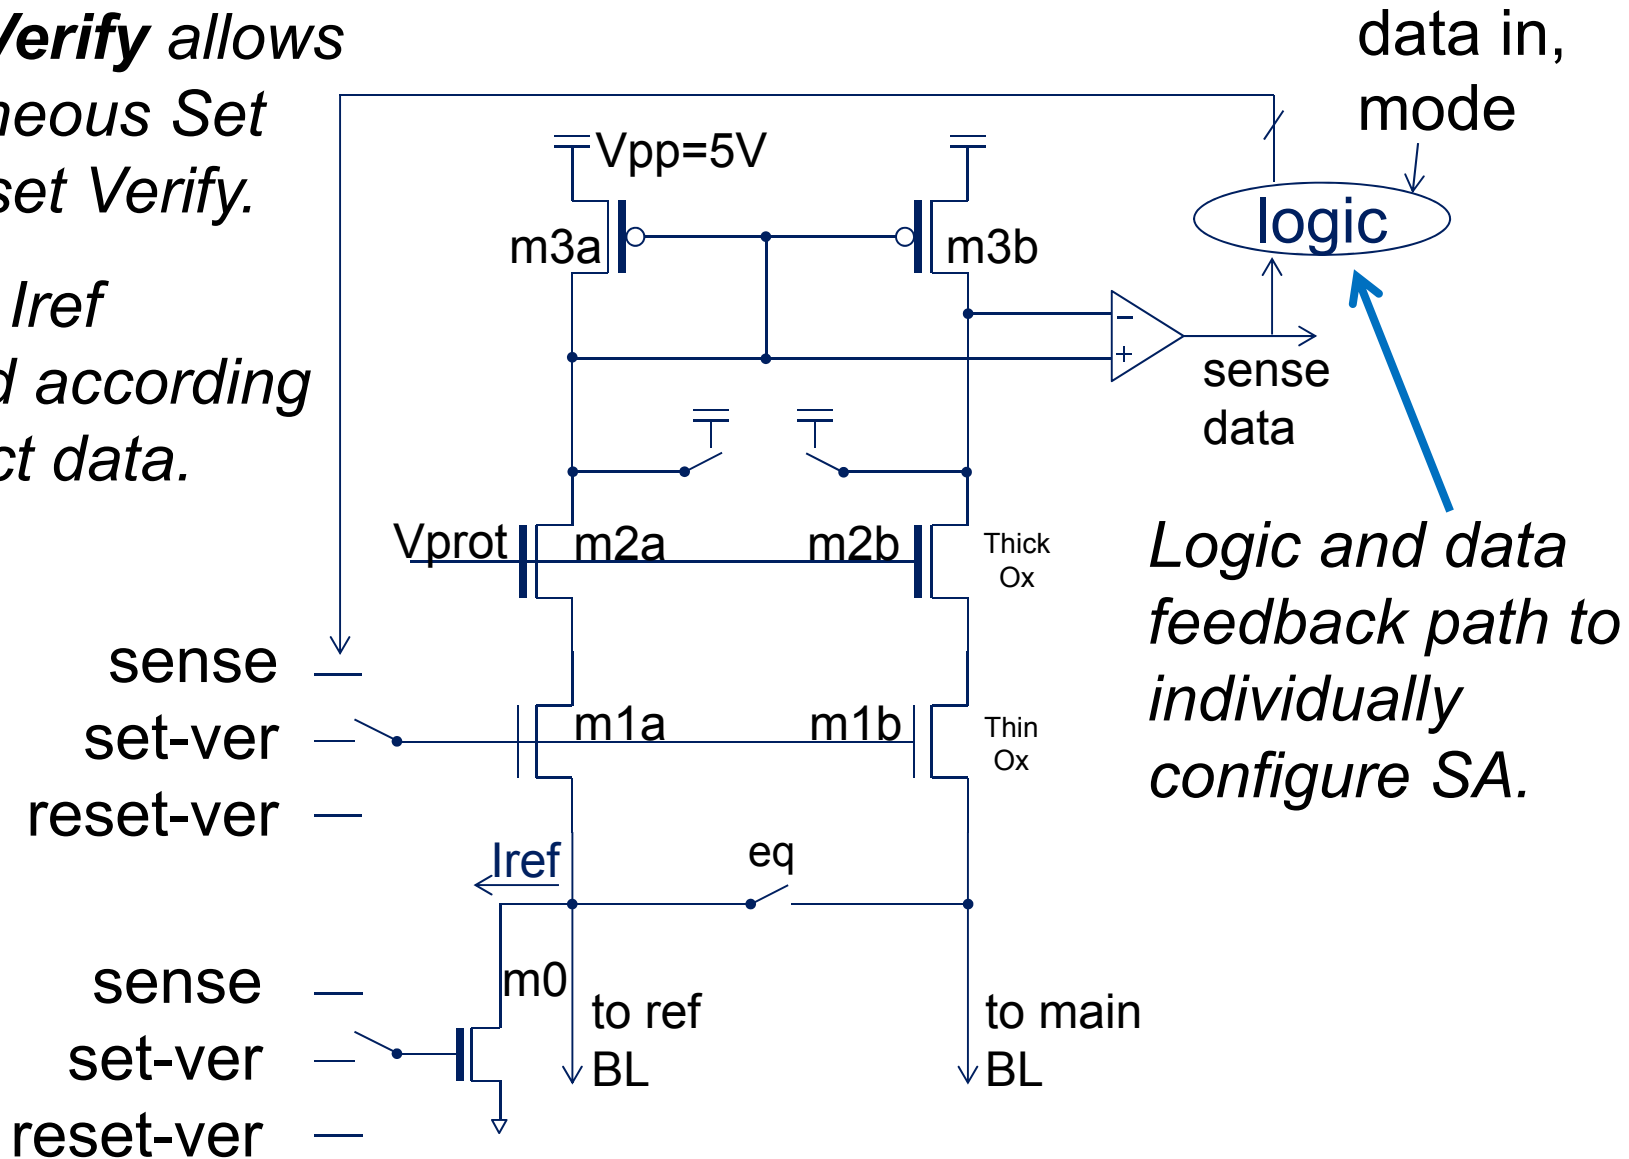 Verify allows
neous Set
set Verify.
Iref
d according
ct data.
data in,
mode
Vpp=5V
m3a
m3b
logic
−
+
sense
data
Vprot
m2a
m2b
Thick
Ox
Logic and data
feedback path to
individually
configure SA.
sense
set-ver
reset-ver
m1a
m1b
Thin
Ox
Iref
eq
sense
set-ver
reset-ver
m0
to ref
BL
to main
BL